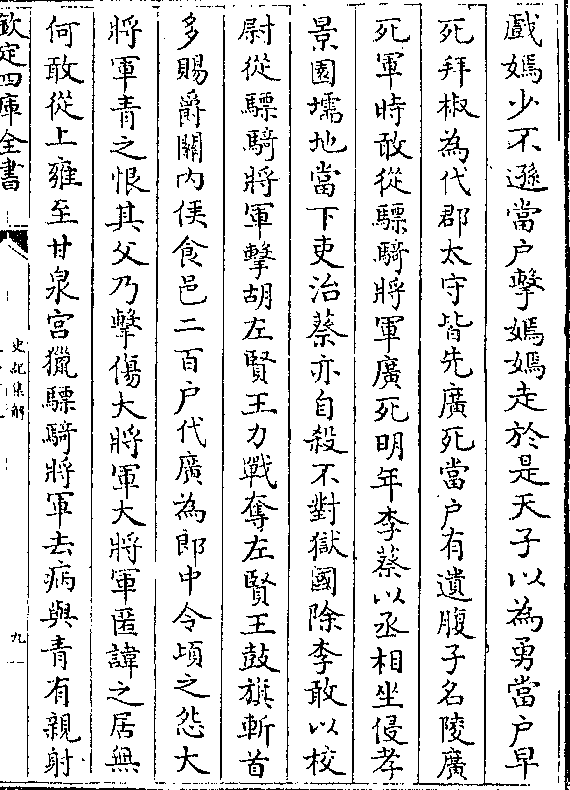 戲嫣少不遜當户擊嫣嫣走於是天子以為勇當户早
死拜椒為代郡太守皆先廣死當户有遺腹子名陵廣
死軍時敢從驃騎將軍廣死明年李蔡以丞相坐侵孝
景園壖地當下吏治蔡亦自殺不對獄國除李敢以校
尉從驃騎將軍擊胡左賢王力戰奪左賢王鼓旗斬首
多賜爵關内侯食邑二百户代廣為郎中令頃之怨大
將軍青之恨其父乃擊傷大將軍大將軍匿諱之居無
何敢從上雍至甘泉宫獵驃騎將軍去病與青有親射
欽定四庫全書
史記集解
九